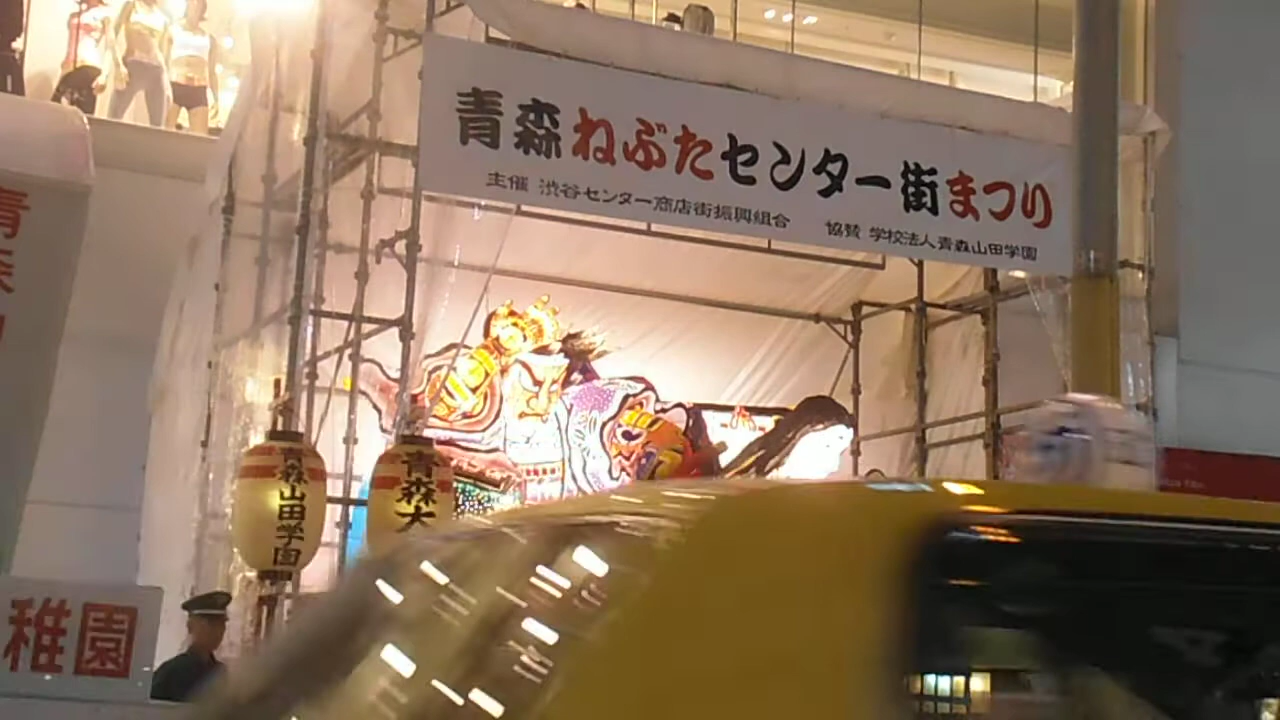 青森ねぶたセンター街まつり
主催 渋谷センター商店街振興組合 協賛 学校法人青森山田学園
青森
青森山田学園
青森大
稚園